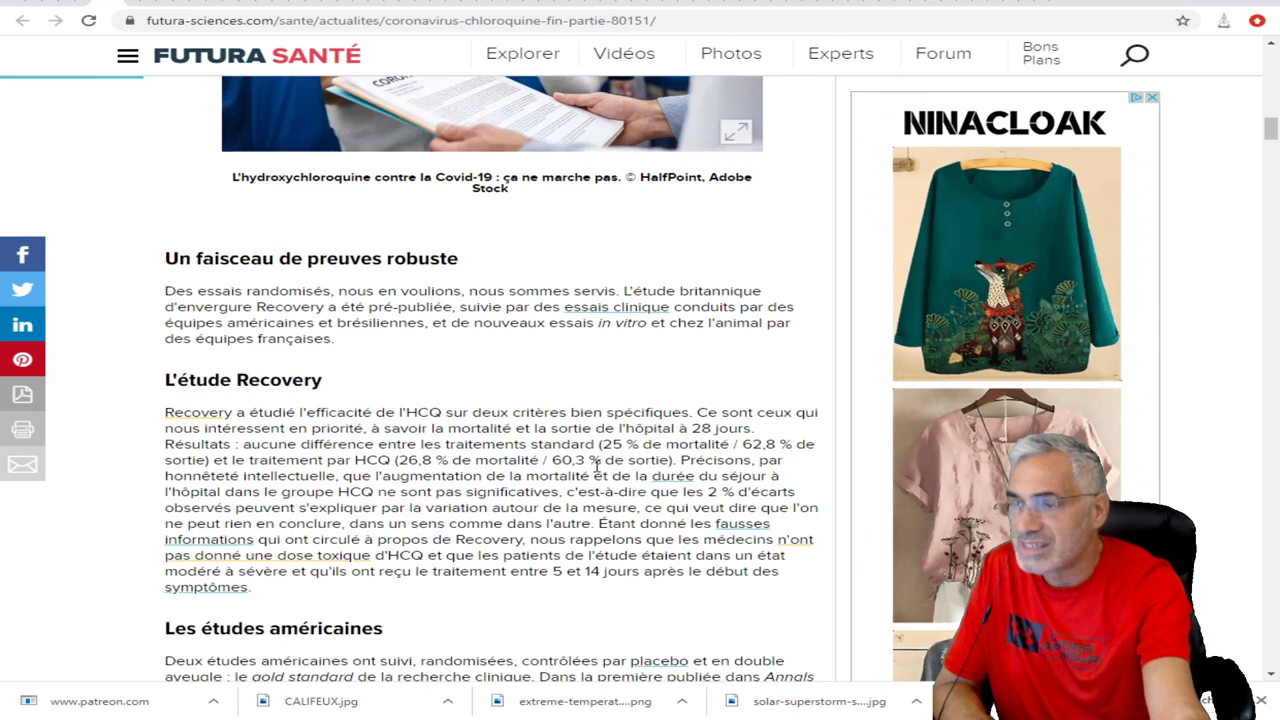 futura-sciences.com/sante/actualites/coronavirus-chloroquine-fin-partie-80151/
FUTURA SANTÉ
Explorer
Vidéos
Photos
Experts
Forum
Bons
Plans
L'hydroxychloroquine contre la Covid-19 : ça ne marche pas. © HalfPoint, Adobe
Stock
Un faisceau de preuves robuste
Des essais randomisés, nous en voulions, nous sommes servis. L'étude britannique
d'envergure Recovery a été pré-publiée, suivie par des essais clinique conduits par des
équipes américaines et brésiliennes, et de nouveaux essais in vitro et chez l'animal par
des équipes françaises.
L'étude Recovery
Recovery a étudié l'efficacité de l'HCQ sur deux critères bien spécifiques. Ce sont ceux qui
nous intéressent en priorité, à savoir la mortalité et la sortie de l'hôpital à 28 jours.
Résultats : aucune différence entre les traitements standard (25 % de mortalité / 62,8 % de
sortie) et le traitement par HCQ (26,8 % de mortalité / 60,3 % de sortie). Précisons, par
honnêteté intellectuelle, que l'augmentation de la mortalité et de la durée du séjour à
l'hôpital dans le groupe HCQ ne sont pas significatives, c'est-à-dire que les 2 % d'écarts
observés peuvent s'expliquer par la variation autour de la mesure, ce qui veut dire que l'on
ne peut rien en conclure, dans un sens comme dans l'autre. Étant donné les fausses
informations qui ont circulé à propos de Recovery, nous rappelons que les médecins n'ont
pas donné une dose toxique d'HCQ et que les patients de l'étude étaient dans un état
modéré à sévère et qu'ils ont reçu le traitement entre 5 et 14 jours après le début des
symptômes.
Les études américaines
Deux études américaines ont suivi, randomisées, contrôlées par placebo et en double
aveugle : le gold standard de la recherche clinique. Dans la première publiée dans Annals
NINACLOAK
www.patreon.com
CALIFEUX.jpg
extreme-temperat....png
solar-superstorm-s....jpg